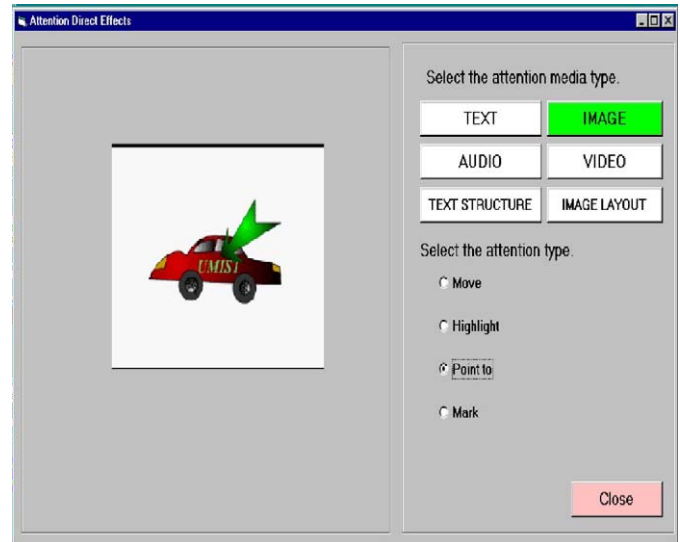 Attention Direct Effects
Select the attention media type.
TEXT IMAGE
AUDIO VIDEO
TEXT STRUCTURE IMAGE LAYOUT
UMIS1
Select the attention type.
Move
Highlight
Point to
Mark
Close